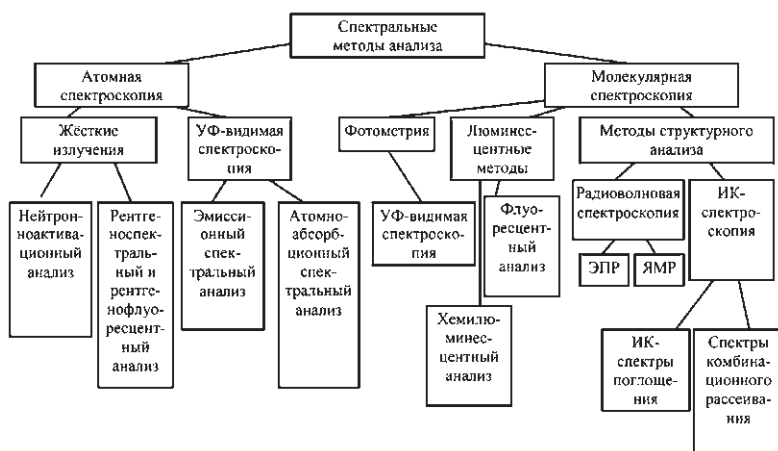 Спектральные
методы анализа
Атомная
спектроскопия
Молекулярная
спектроскопия
Жёсткие
излучения
УФ-видимая
спектроско-
пия
Фотометрия
Люминес-
центные
методы
Методы структурного
анализа
Нейтрон-
ноактива-
ционный
анализ
Рентге-
носпект-
раль-
ный и
рентге-
нофлуо-
ресцент-
ный
анализ
Эмисси-
онный
спек-
тральный
анализ
Атомно-
абсорб-
ционный
спек-
тральный
анализ
УФ-видимая
спектроско-
пия
Флуо-
ресцент-
ный
анализ
Радиоволновая
спектроскопия
ИК-
спектро-
скопия
ЭПР
ЯМР
Хемилю-
минес-
центный
анализ
ИК-
спектры
поглоще-
ния
Спектры
комбина-
ционного
рассеива-
ния